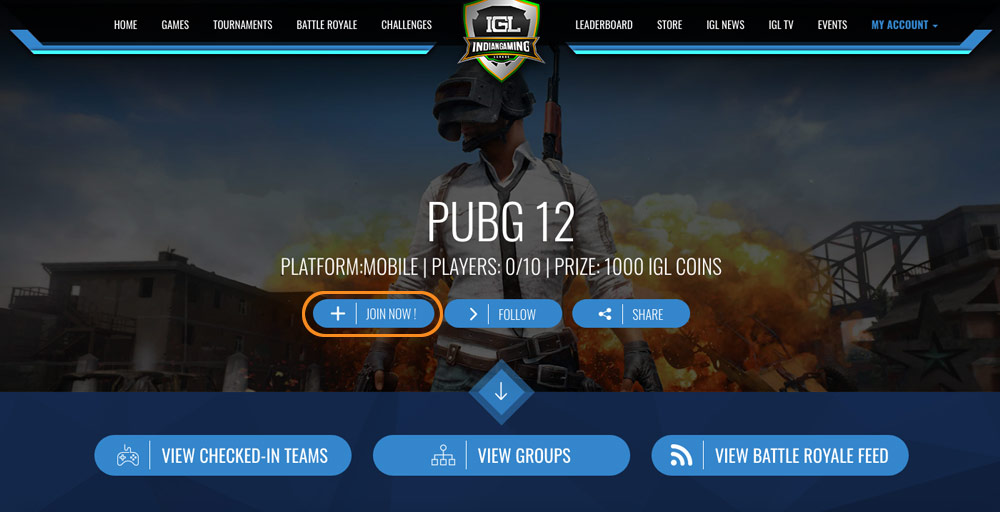 HOME GAMES TOURNAMENTS BATTLE ROYALE CHALLENGES
IGL
INDIANGAMING
LEAGUE
LEADERBOARD STORE IGL NEWS IGL TV EVENTS MY ACCOUNT
PUBG 12
PLATFORM:MOBILE | PLAYERS: 0/10 | PRIZE: 1000 IGL COINS
JOIN NOW !
FOLLOW
SHARE
VIEW CHECKED-IN TEAMS
VIEW GROUPS
VIEW BATTLE ROYALE FEED